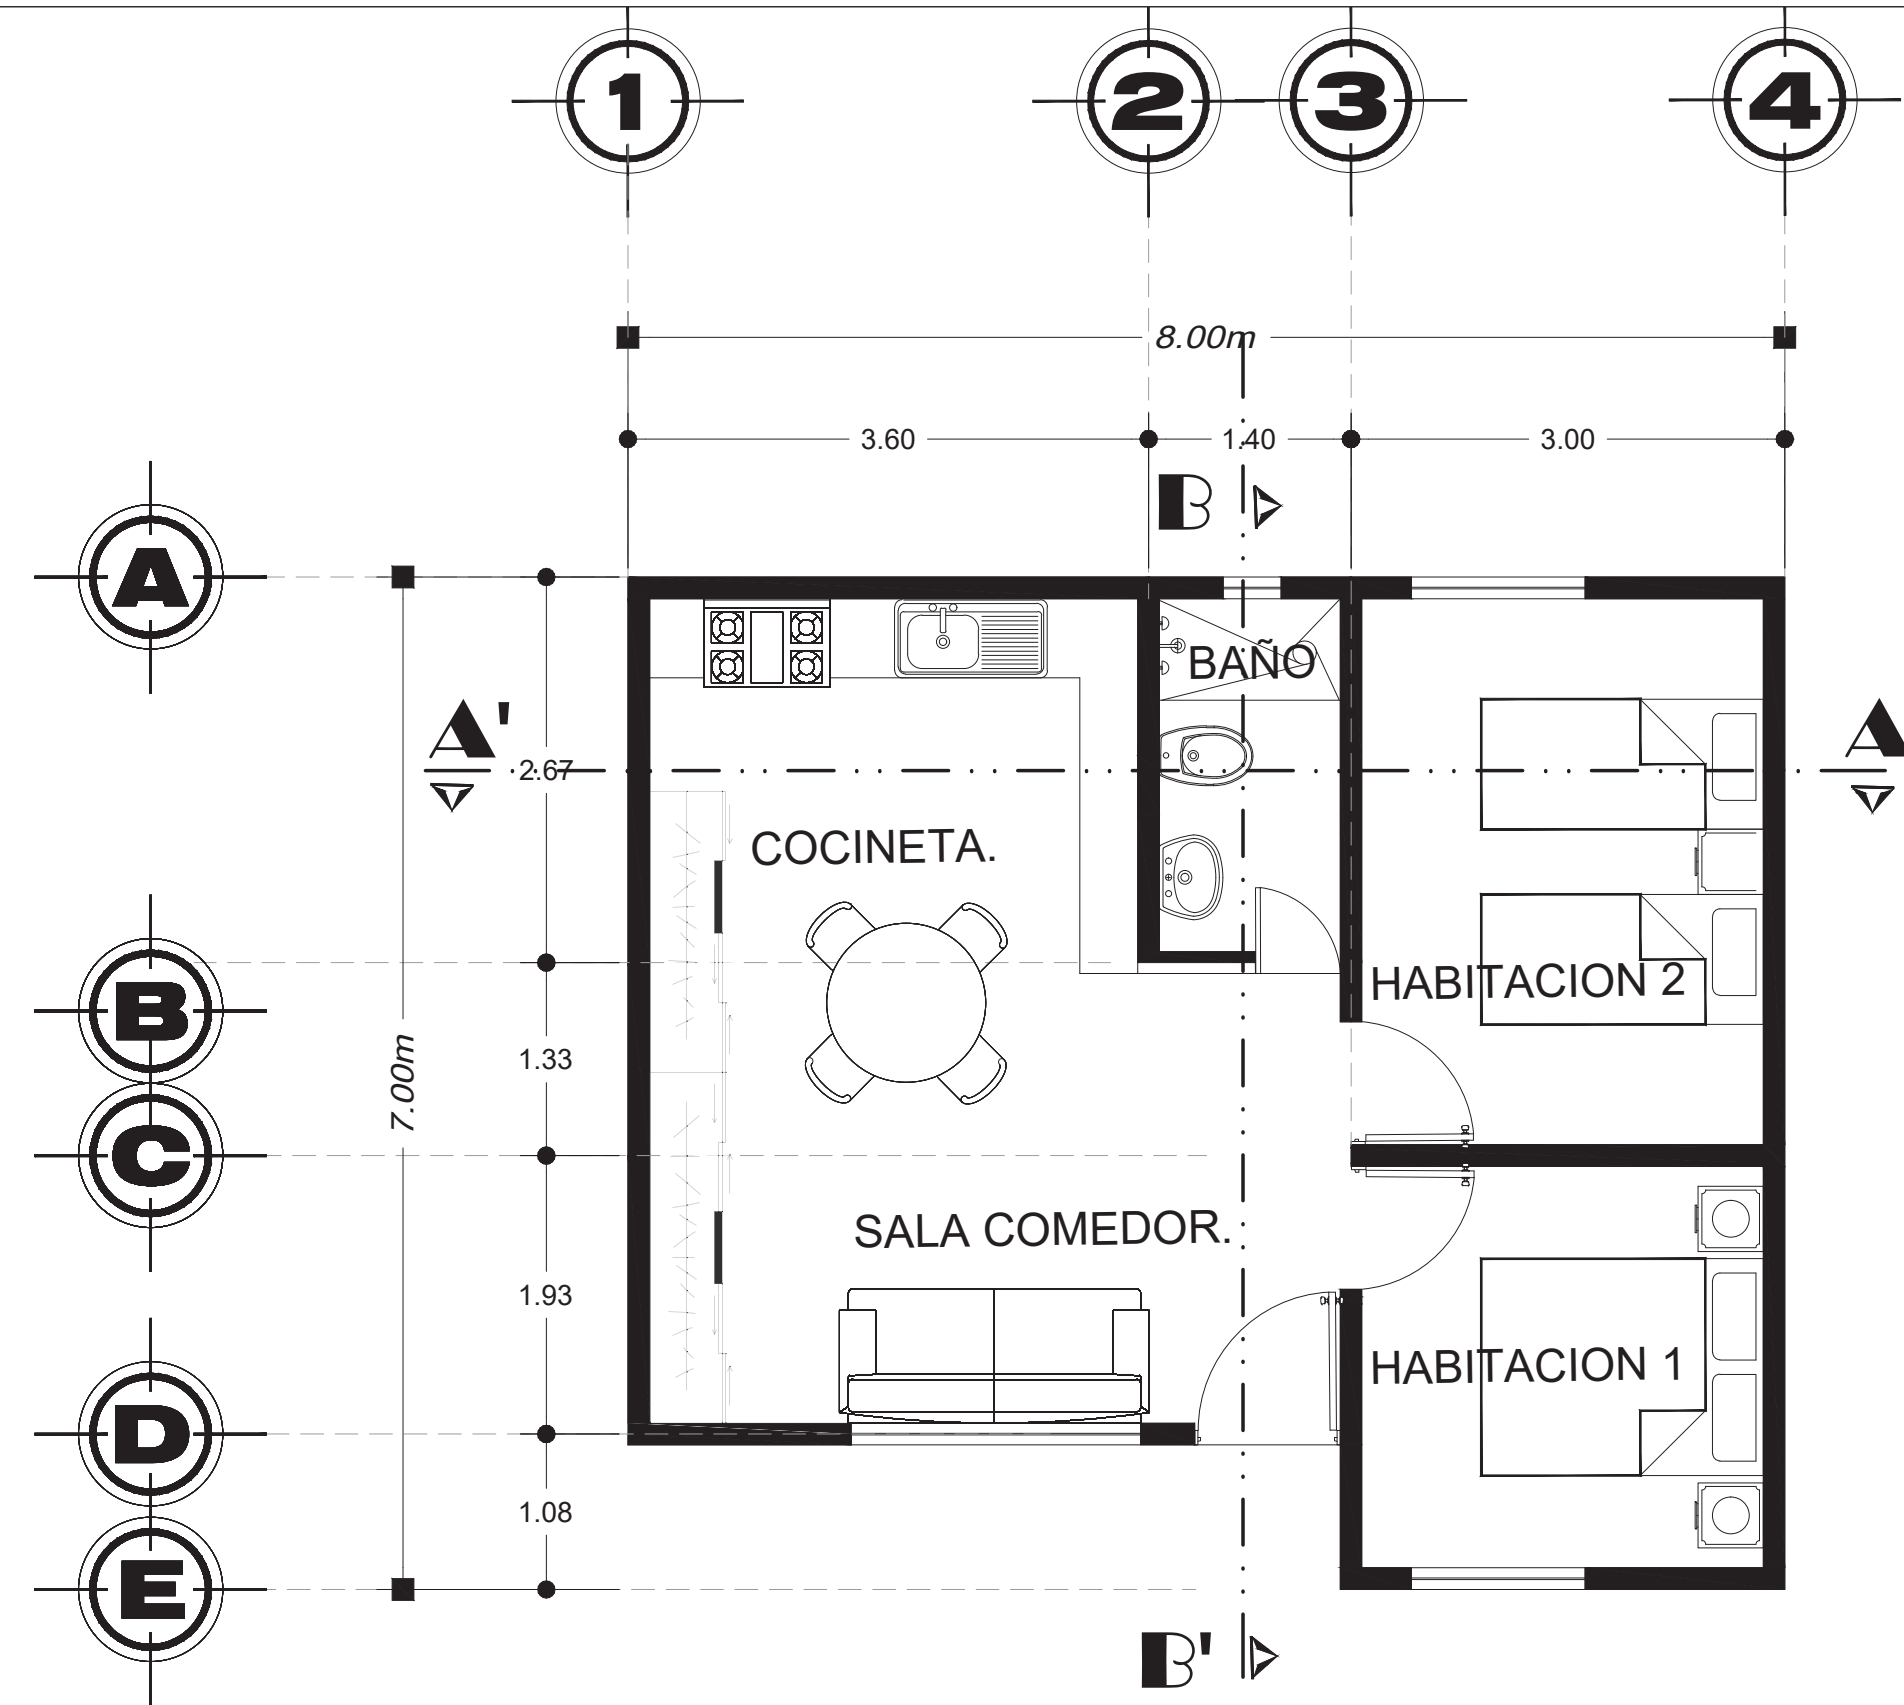 1 2 3 4
8.00m
3.60 1.40 3.00
B
A
A' A
2.67
BAÑO
COCINETA.
B
HABITACION 2
1.33
7.00m
C
SALA COMEDOR.
1.93
HABITACION 1
D
1.08
E
B'